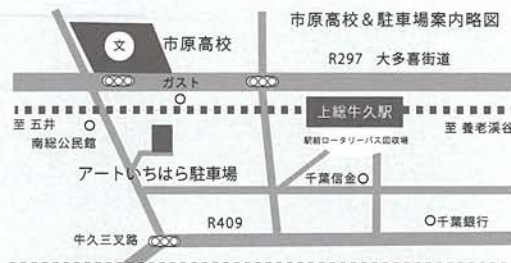 市原高校＆駐車場案内略図
文
市原高校
R297 大多喜街道
ガスト
上総牛久駅
至 五井
至 養老渓谷
南総公民館
駅前ロータリーバス回収場
アートいちはら駐車場
千葉信金
R409
千葉銀行
牛久三叉路